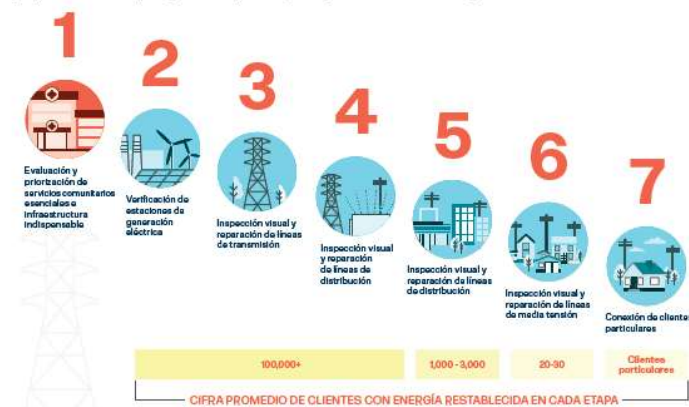 1
Evaluación y
priorización de
servicios comunitarios
esenciales e
infraestructura
indispensable
2
Verificación de
estaciones de
generación
eléctrica
3
Inspección visual y
reparación de líneas
de transmisión
4
Inspección visual
y reparación
de líneas de
distribución
5
Inspección visual y
reparación de líneas
de distribución
6
Inspección visual y
reparación de líneas
de media tensión
7
Conexión de clientes
particulares
100,000+
1,000 - 3,000
20-30
Clientes
particulares
CIFRA PROMEDIO DE CLIENTES CON ENERGÍA RESTABLECIDA EN CADA ETAPA